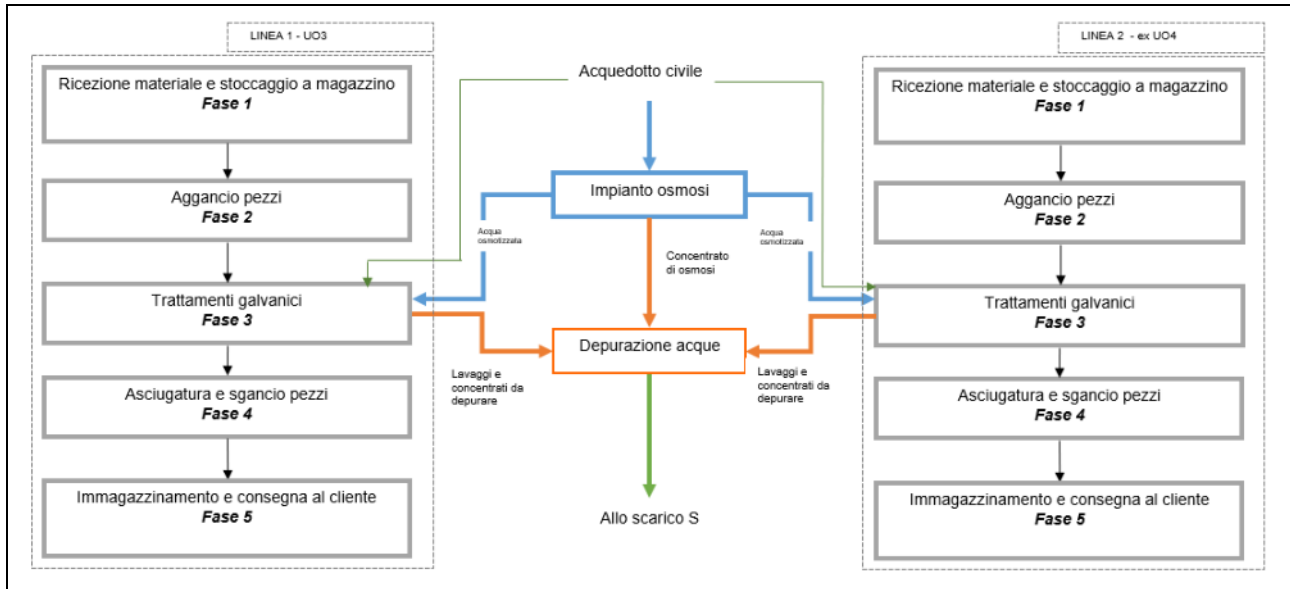 LINEA 1 - UO3
Ricezione materiale e stoccaggio a magazzino
Fase 1
Aggancio pezzi
Fase 2
Trattamenti galvanici
Fase 3
Asciugatura e sgancio pezzi
Fase 4
Immagazzinamento e consegna al cliente
Fase 5
Acquedotto civile
Impianto osmosi
Acqua
osmotizzata
Concentrato
di osmosi
Acqua
osmotizzata
Depurazione acque
Lavaggi e
concentrati da
depurare
Lavaggi e
concentrati da
depurare
Allo scarico S
LINEA 2 - ex UO4
Ricezione materiale e stoccaggio a magazzino
Fase 1
Aggancio pezzi
Fase 2
Trattamenti galvanici
Fase 3
Asciugatura e sgancio pezzi
Fase 4
Immagazzinamento e consegna al cliente
Fase 5